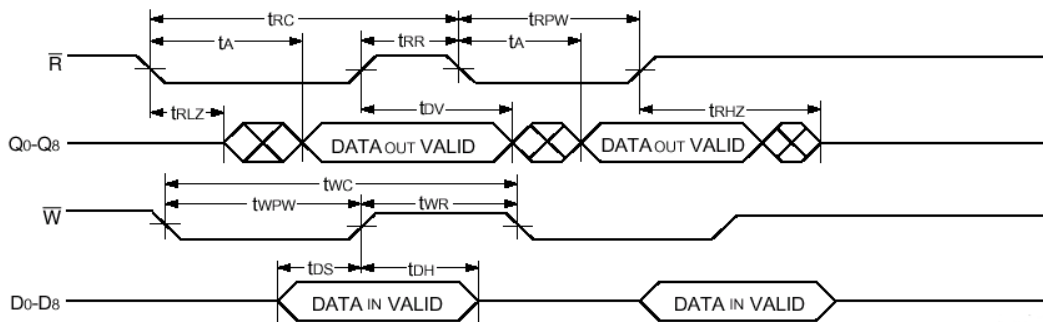 tRC tRPW
tA tRR tA
R̅
tRLZ tDV tRHZ
Q0-Q8 DATA OUT VALID DATA OUT VALID
tWC
tWPW tWR
W̅
tDS tDH
D0-D8 DATA IN VALID DATA IN VALID